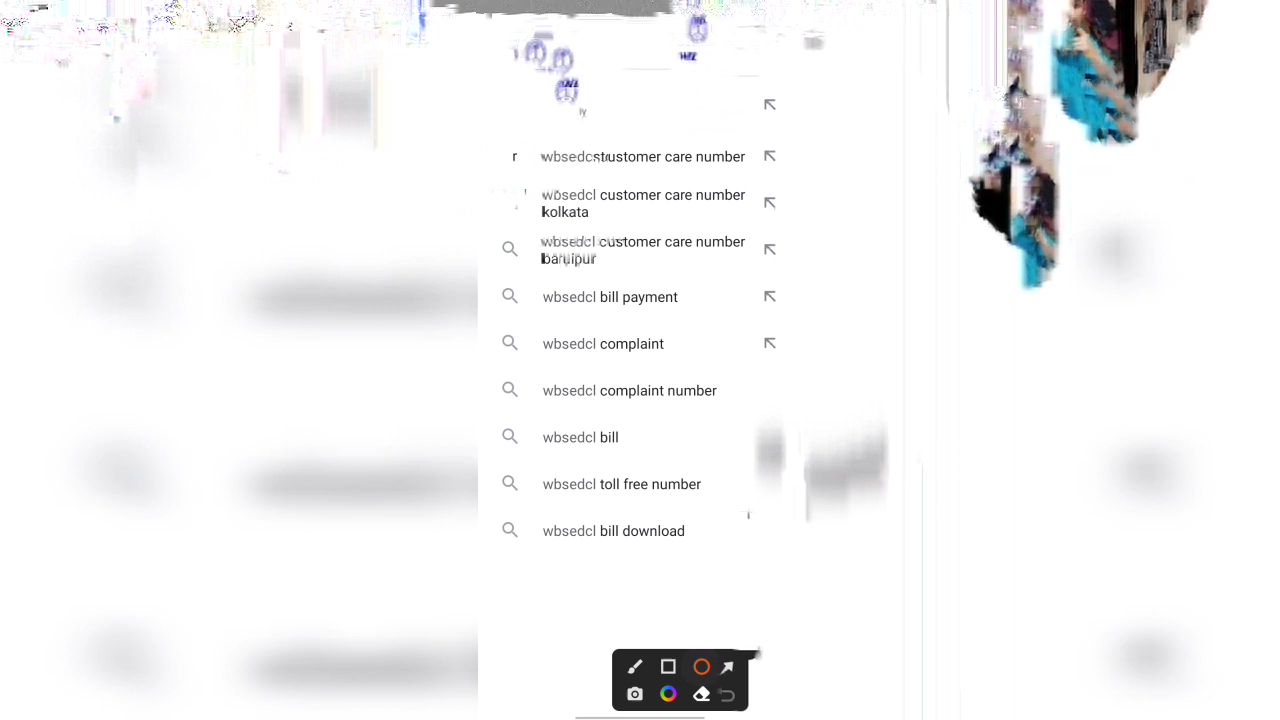 customer care number
wbsedcl customer care number
kolkata
wbsedcl customer care number
baruipur
wbsedcl bill payment
wbsedcl complaint
wbsedcl complaint number
wbsedcl bill
wbsedcl toll free number
wbsedcl bill download